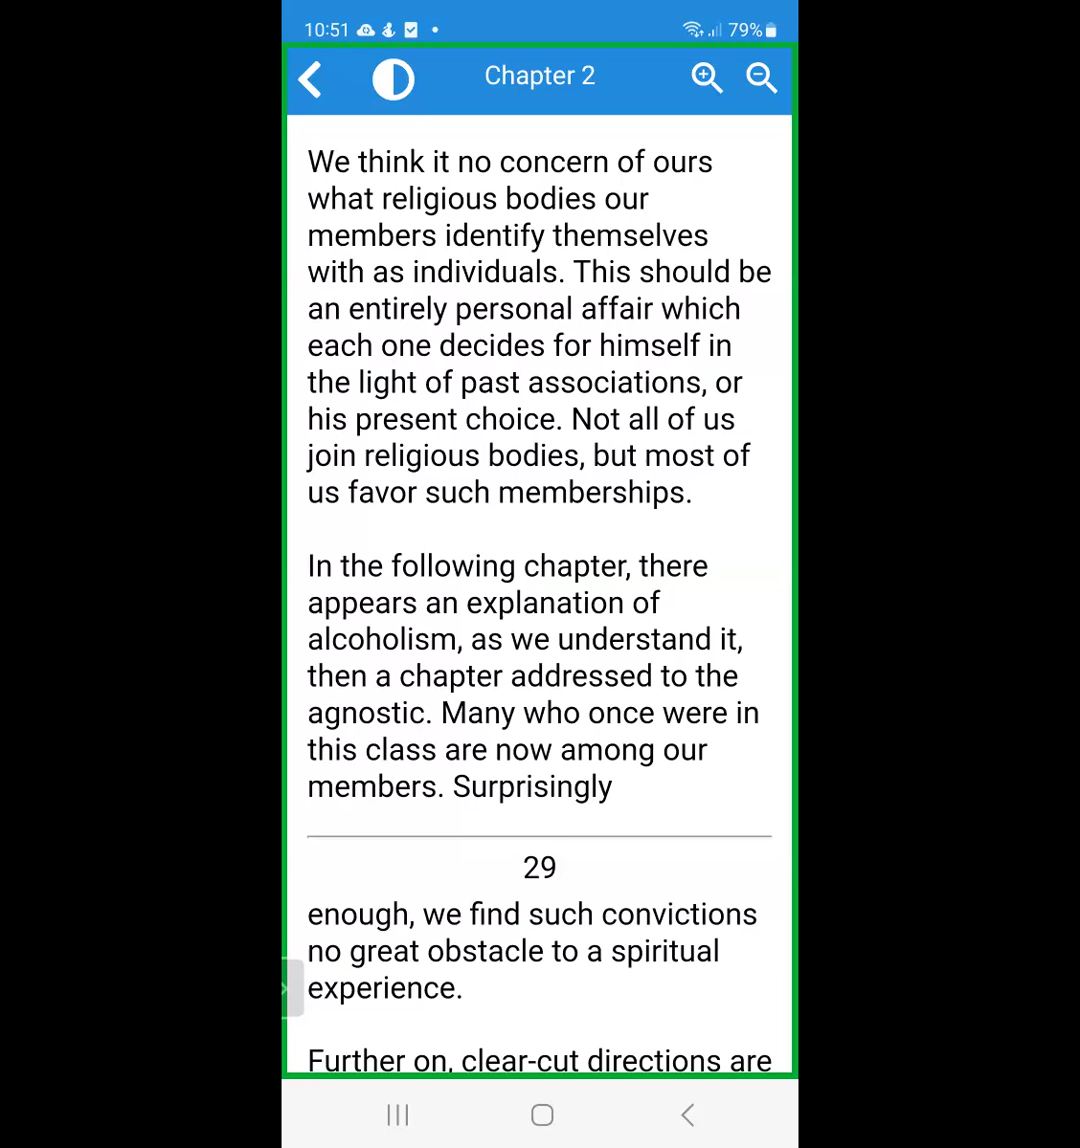 10:51 79%
Chapter 2
We think it no concern of ours
what religious bodies our
members identify themselves
with as individuals. This should be
an entirely personal affair which
each one decides for himself in
the light of past associations, or
his present choice. Not all of us
join religious bodies, but most of
us favor such memberships.
In the following chapter, there
appears an explanation of
alcoholism, as we understand it,
then a chapter addressed to the
agnostic. Many who once were in
this class are now among our
members. Surprisingly
29
enough, we find such convictions
no great obstacle to a spiritual
experience.
Further on, clear-cut directions are